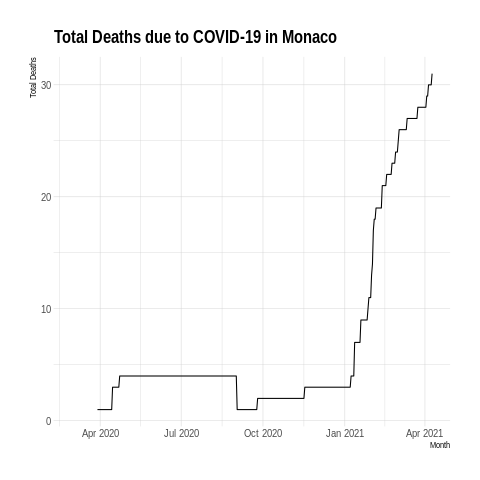 Total Deaths due to COVID-19 in Monaco
Total Deaths
30
20
10
0
Apr 2020 Jul 2020 Oct 2020 Jan 2021 Apr 2021
Month